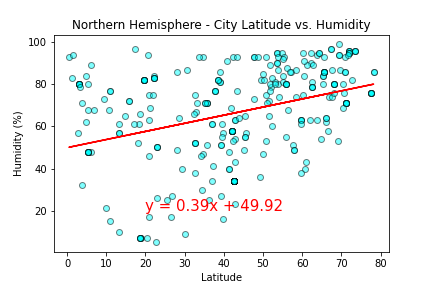 Northern Hemisphere - City Latitude vs. Humidity
100
80
60
40
20
Humidity (%)
y = 0.39x + 49.92
0 10 20 30 40 50 60 70 80
Latitude